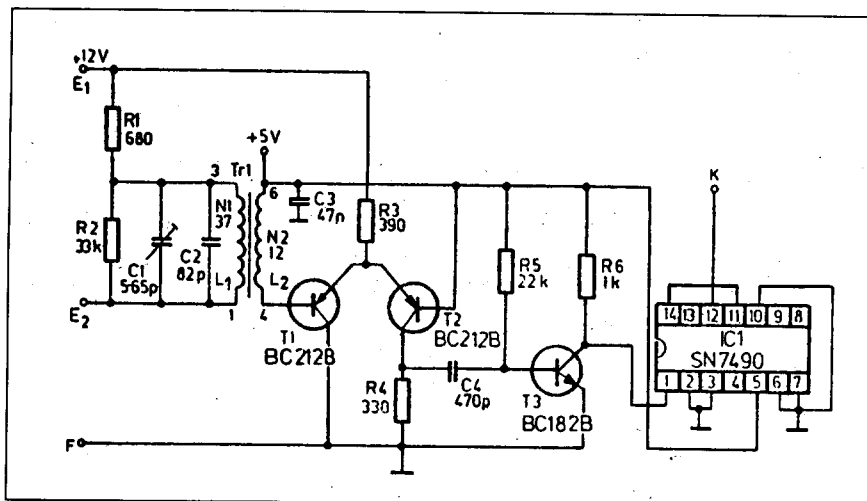 +12V
E1
R1
680
+5V
3
Tr1
6
K
R2
33k
C1
5-65p
C2
82p
N1
37
L1
N2
12
L2
C3
47n
R3
390
R5
22k
R6
1k
1
4
E2
T1
BC212B
T2
BC212B
R4
330
C4
470p
T3
BC182B
14 13 12 11 10 9 8
IC1
SN7490
1 2 3 4 5 6 7
F